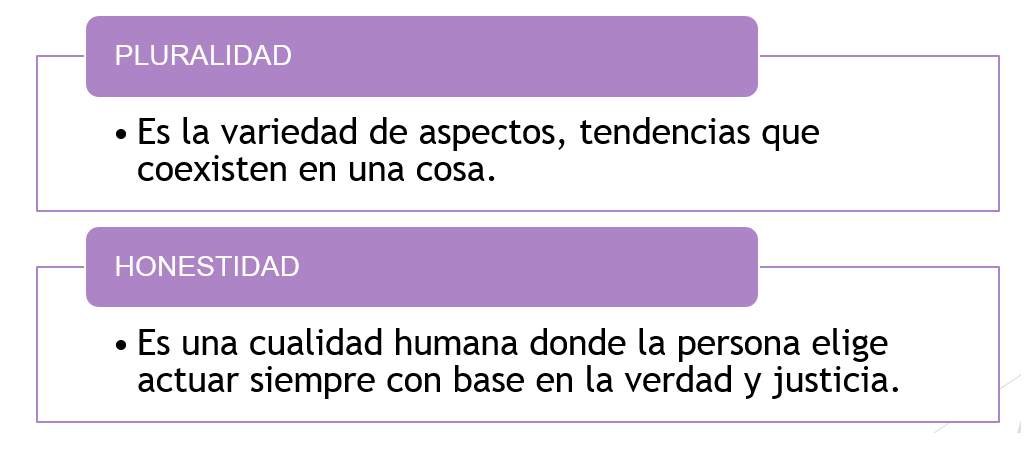 PLURALIDAD
• Es la variedad de aspectos, tendencias que
coexisten en una cosa.
HONESTIDAD
• Es una cualidad humana donde la persona elige
actuar siempre con base en la verdad y justicia.